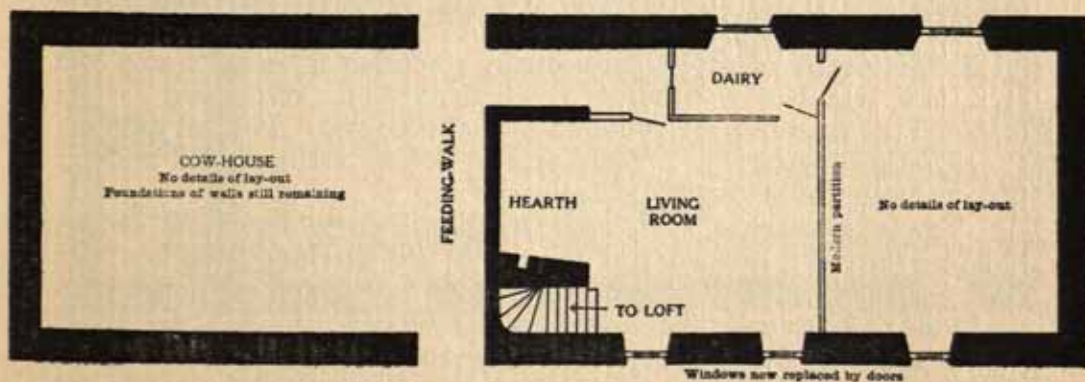 COW-HOUSE
No details of lay-out
Foundations of walls still remaining
FEEDING-WALK
DAIRY
HEARTH
LIVING
ROOM
TO LOFT
Modern partition
No details of lay-out
Windows now replaced by doors